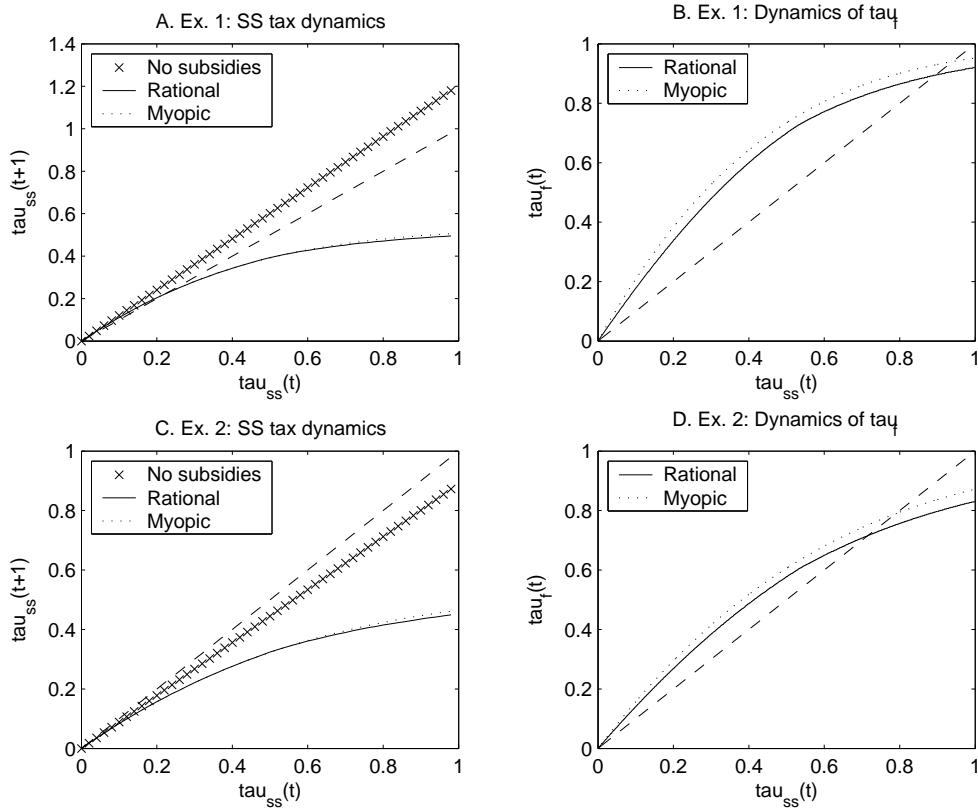 A. Ex. 1: SS tax dynamics
1.4
1.2
1
0.8
0.6
0.4
0.2
0
tau_ss(t+1)
No subsidies
Rational
Myopic
0 0.2 0.4 0.6 0.8 1
tau_ss(t)
B. Ex. 1: Dynamics of tau_f
1
0.8
0.6
0.4
0.2
0
tau_f(t)
Rational
Myopic
0 0.2 0.4 0.6 0.8 1
tau_ss(t)
C. Ex. 2: SS tax dynamics
1
0.8
0.6
0.4
0.2
0
tau_ss(t+1)
No subsidies
Rational
Myopic
0 0.2 0.4 0.6 0.8 1
tau_ss(t)
D. Ex. 2: Dynamics of tau_f
1
0.8
0.6
0.4
0.2
0
tau_f(t)
Rational
Myopic
0 0.2 0.4 0.6 0.8 1
tau_ss(t)